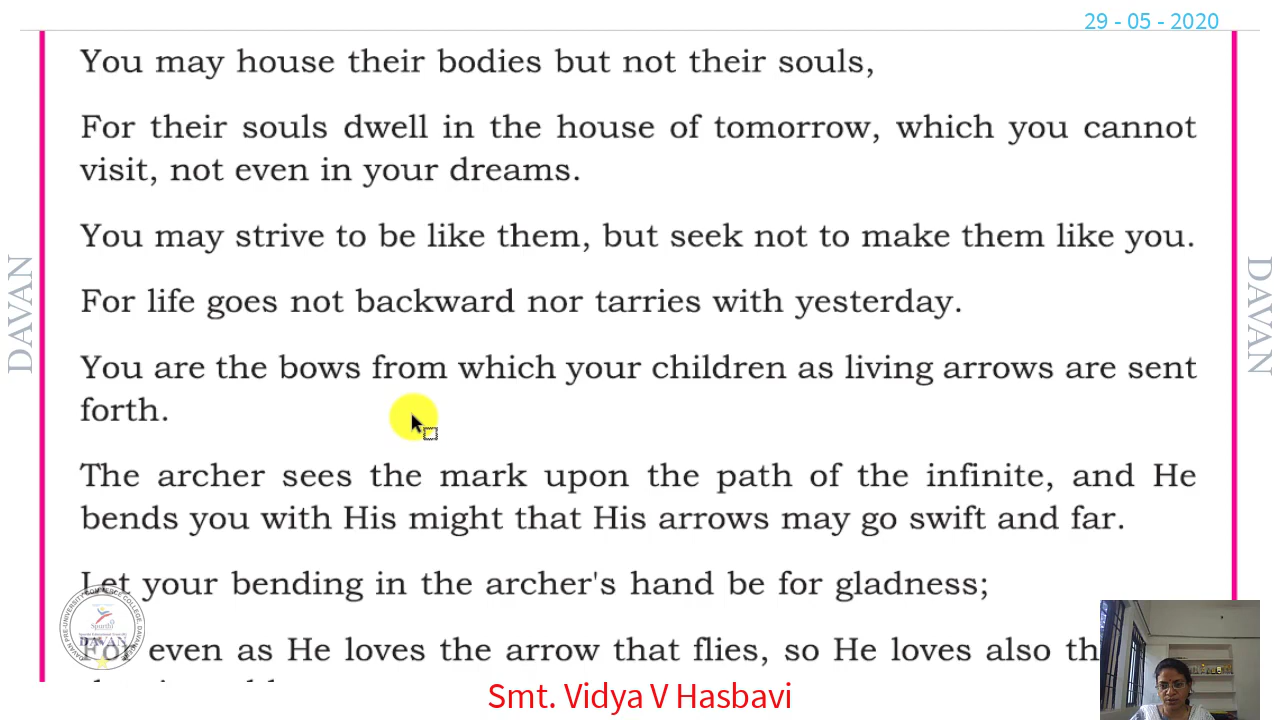 29 - 05 - 2020
You may house their bodies but not their souls,
For their souls dwell in the house of tomorrow, which you cannot
visit, not even in your dreams.
You may strive to be like them, but seek not to make them like you.
For life goes not backward nor tarries with yesterday.
You are the bows from which your children as living arrows are sent
forth.
The archer sees the mark upon the path of the infinite, and He
bends you with His might that His arrows may go swift and far.
Let your bending in the archer's hand be for gladness;
For even as He loves the arrow that flies, so He loves also
DAVAN
DAVAN
DAVAN
Smt. Vidya V Hasbavi